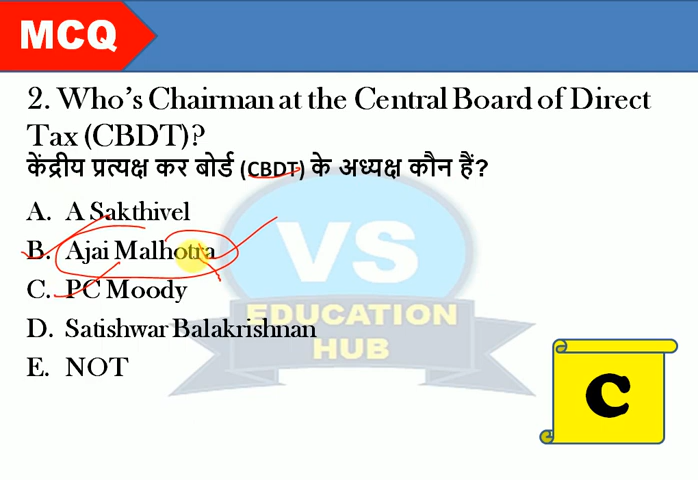 MCQ
2. Who's Chairman at the Central Board of Direct
Tax (CBDT)?
केंद्रीय प्रत्यक्ष कर बोर्ड (CBDT) के अध्यक्ष कौन हैं?
A. A Sakthivel
B. Ajai Malhotra
C. PC Moody
D. Satishwar Balakrishnan
E. NOT
VS
EDUCATION
HUB
C